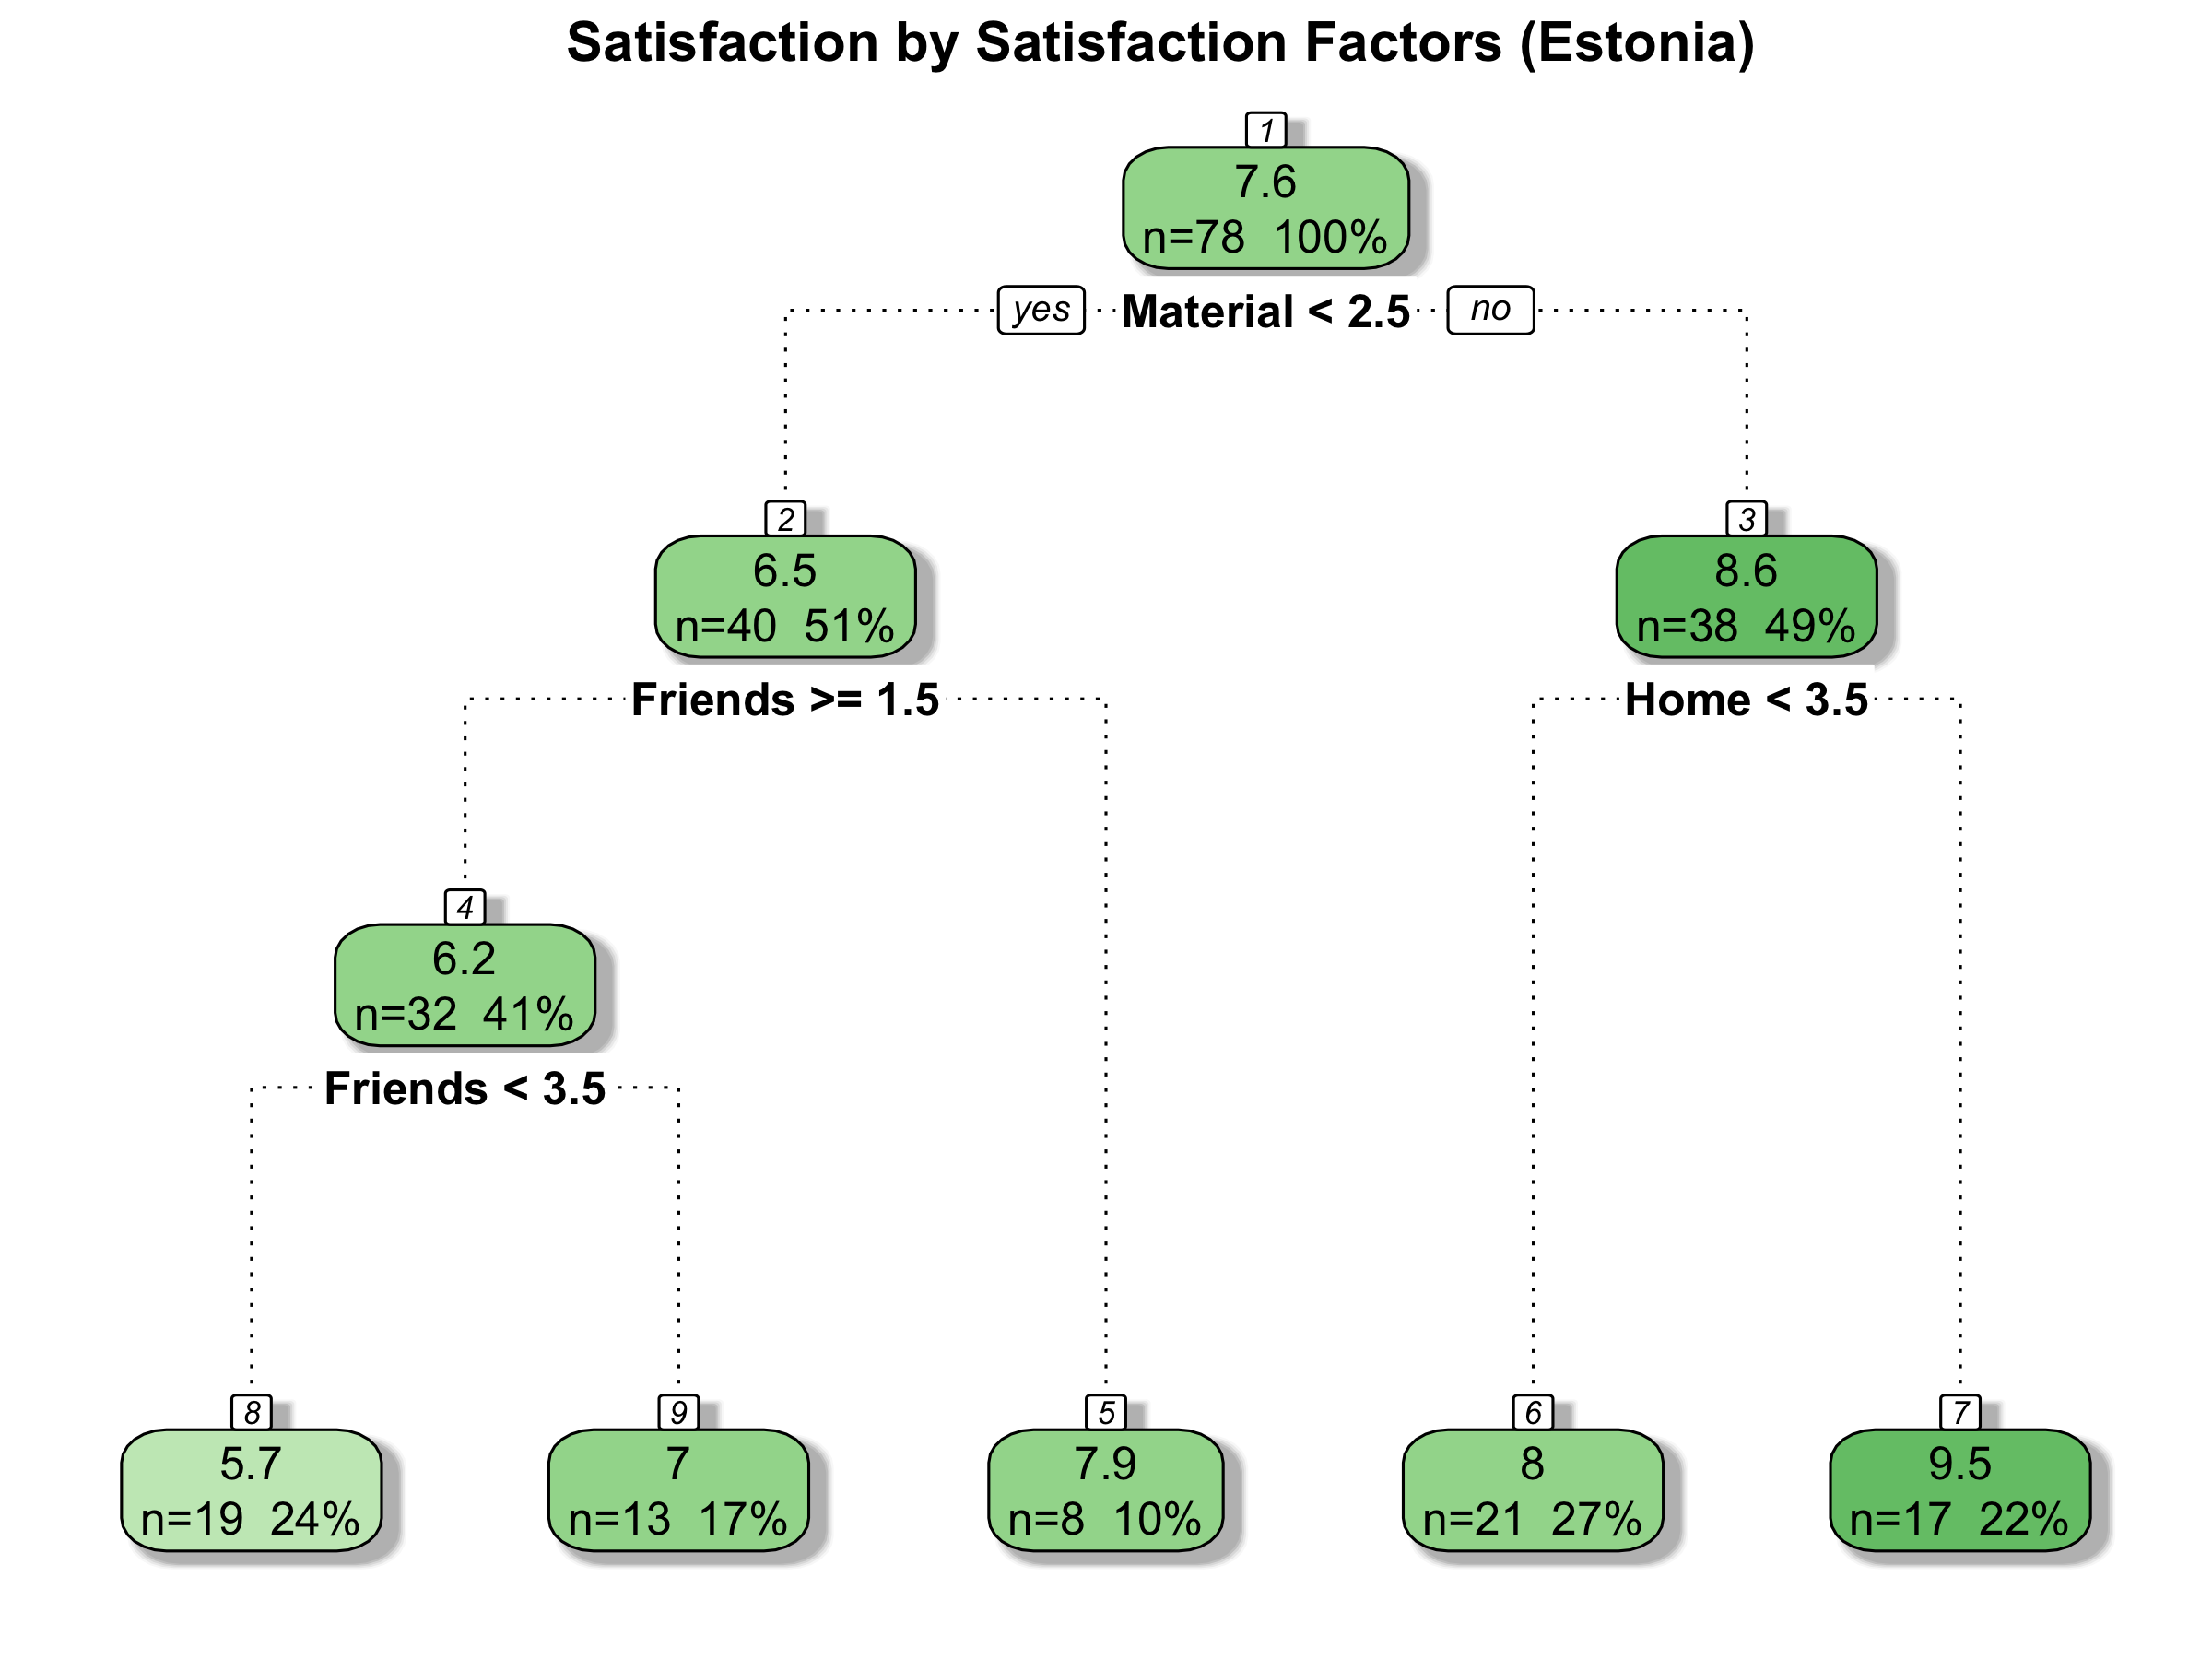 Satisfaction by Satisfaction Factors (Estonia)
1
7.6
n=78 100%
yes Material < 2.5 no
2
6.5
n=40 51%
3
8.6
n=38 49%
Friends >= 1.5
Home < 3.5
4
6.2
n=32 41%
Friends < 3.5
8
5.7
n=19 24%
9
7
n=13 17%
5
7.9
n=8 10%
6
8
n=21 27%
7
9.5
n=17 22%